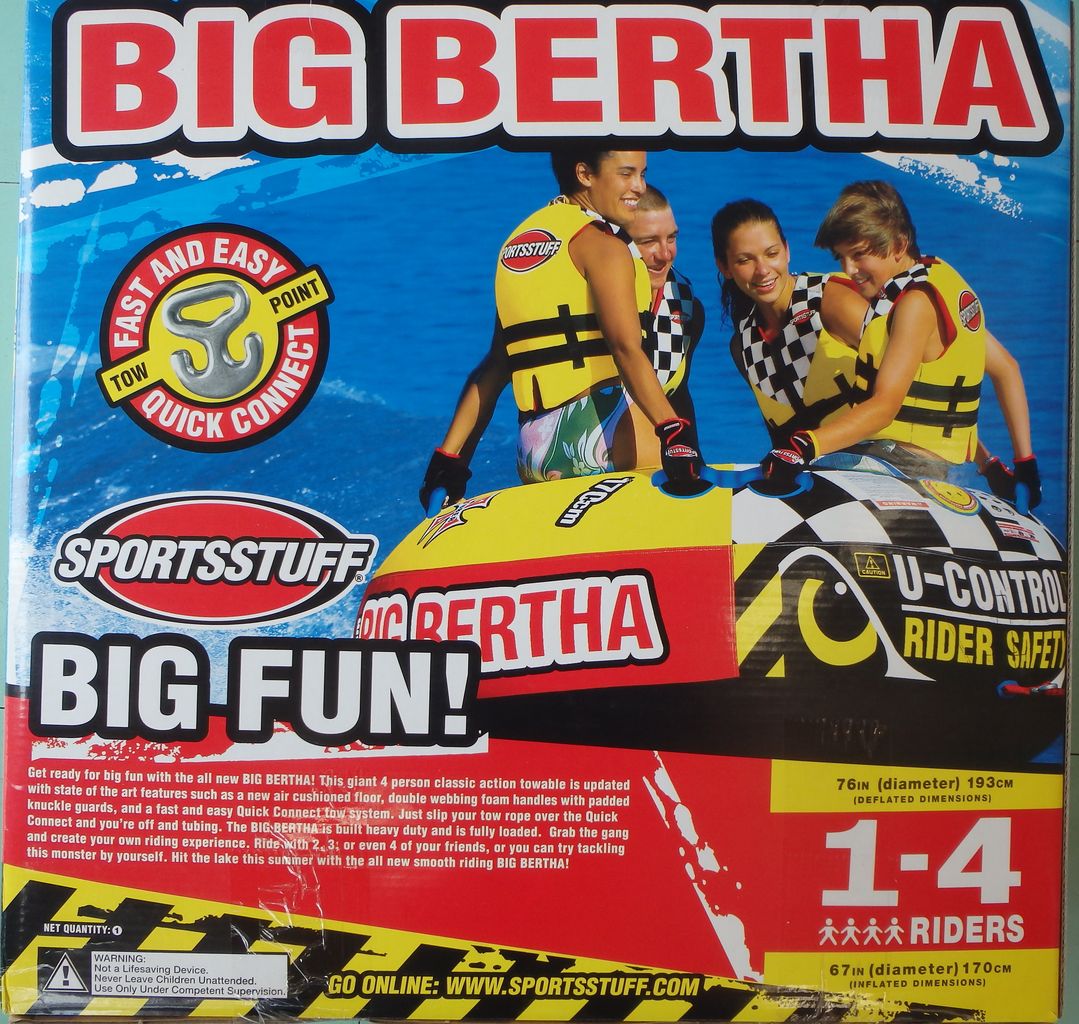 BIG BERTHA
FAST AND EASY
TOW POINT
QUICK CONNECT
SPORTSSTUFF
SPORTSSTUFF
SPORTSSTUFF®
170cm
BIG BERTHA
CAUTION
U-CONTROL
RIDER SAFETY
BIG FUN!
Get ready for big fun with the all new BIG BERTHA! This giant 4 person classic action towable is updated
with state of the art features such as a new air cushioned floor, double webbing foam handles with padded
knuckle guards, and a fast and easy Quick Connect tow system. Just slip your tow rope over the Quick
Connect and you're off and tubing. The BIG BERTHA is built heavy duty and is fully loaded. Grab the gang
and create your own riding experience. Ride with 2, 3, or even 4 of your friends, or you can try tackling
this monster by yourself. Hit the lake this summer with the all new smooth riding BIG BERTHA!
76IN (diameter) 193CM
(DEFLATED DIMENSIONS)
1-4
RIDERS
67IN (diameter) 170CM
(INFLATED DIMENSIONS)
NET QUANTITY: 1
WARNING:
Not a Lifesaving Device.
Never Leave Children Unattended.
Use Only Under Competent Supervision.
GO ONLINE: WWW.SPORTSSTUFF.COM